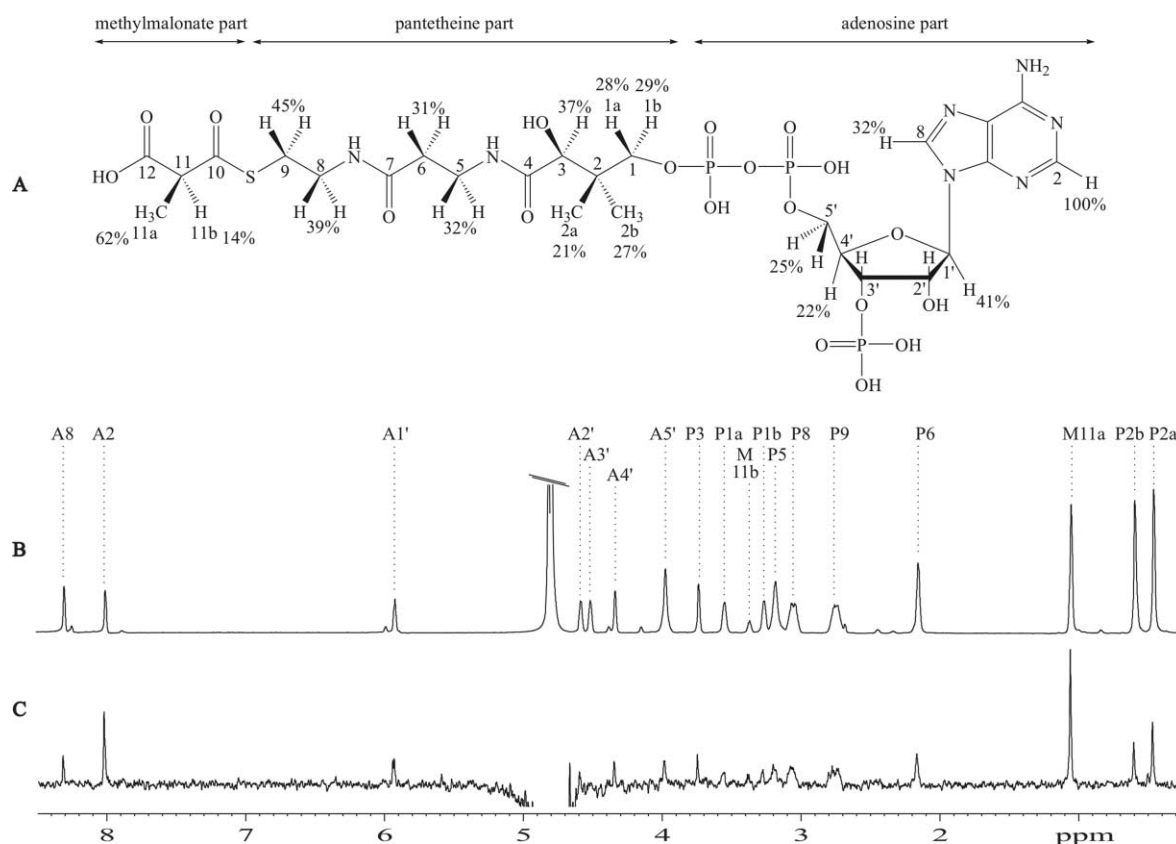 methylmalonate part pantetheine part adenosine part
NH2
28% 29%
45% 31% 37% 1a 1b
H H H H HO H H H N N
32% H 8
O O H N H N O O
12 11 10 9 8 7 6 5 4 3 2 1 P P OH
HO S O O O N N 2 H
A
H3C H H H O H H O H3C CH3 OH OH O 100%
62% 11a 11b 14% 39% 32% 2a 2b 5'
21% 27% H 4' O
25% H H H 1'
H 3' 2' H
22% O OH 41%
O P OH
OH
A8 A2 A1' A2' A5' P3 P1a P1b P8 P9 P6 M11a P2b P2a
A3' M P5
A4' 11b
B
C
8 7 6 5 4 3 2 ppm